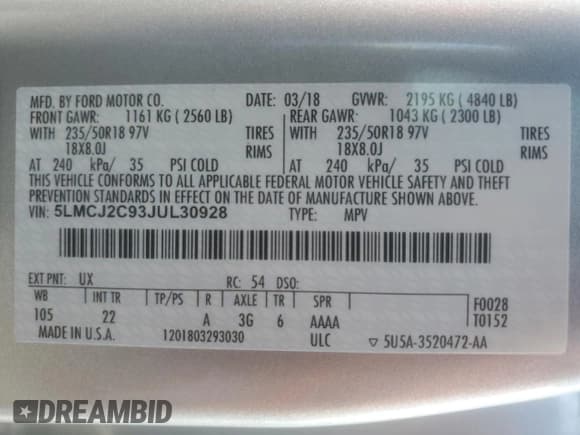 MFD. BY FORD MOTOR CO. DATE: 03/18 GVWR: 2195 KG ( 4840 LB)
FRONT GAWR: 1161 KG ( 2560 LB) REAR GAWR: 1043 KG ( 2300 LB)
WITH 235/50R18 97V TIRES WITH 235/50R18 97V TIRES
18X8.0J RIMS 18X8.0J RIMS
AT 240 kPa/ 35 PSI COLD AT 240 kPa/ 35 PSI COLD
THIS VEHICLE CONFORMS TO ALL APPLICABLE FEDERAL MOTOR VEHICLE SAFETY AND THEFT
PREVENTION STANDARDS IN EFFECT ON THE DATE OF MANUFACTURE SHOWN ABOVE.
VIN: 5LMCJ2C93JUL30928 TYPE: MPV
EXT PNT: UX RC: 54 DSO:
WB INT TR TP/PS R AXLE TR SPR F0028
105 22 A 3G 6 AAAA T0152
MADE IN U.S.A. 1201803293030 ULC ▽ 5U5A-3520472-AA
DREAMBID